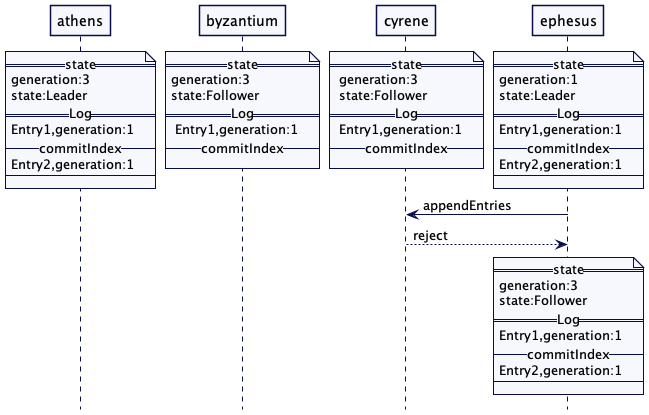 athens
byzantium
cyrene
ephesus
state
generation:3
state:Leader
Log
Entry1,generation:1
commitIndex
Entry2,generation:1
state
generation:3
state:Follower
Log
Entry1,generation:1
commitIndex
state
generation:3
state:Follower
Log
Entry1,generation:1
commitIndex
state
generation:1
state:Leader
Log
Entry1,generation:1
commitIndex
Entry2,generation:1
appendEntries
reject
state
generation:3
state:Follower
Log
Entry1,generation:1
commitIndex
Entry2,generation:1